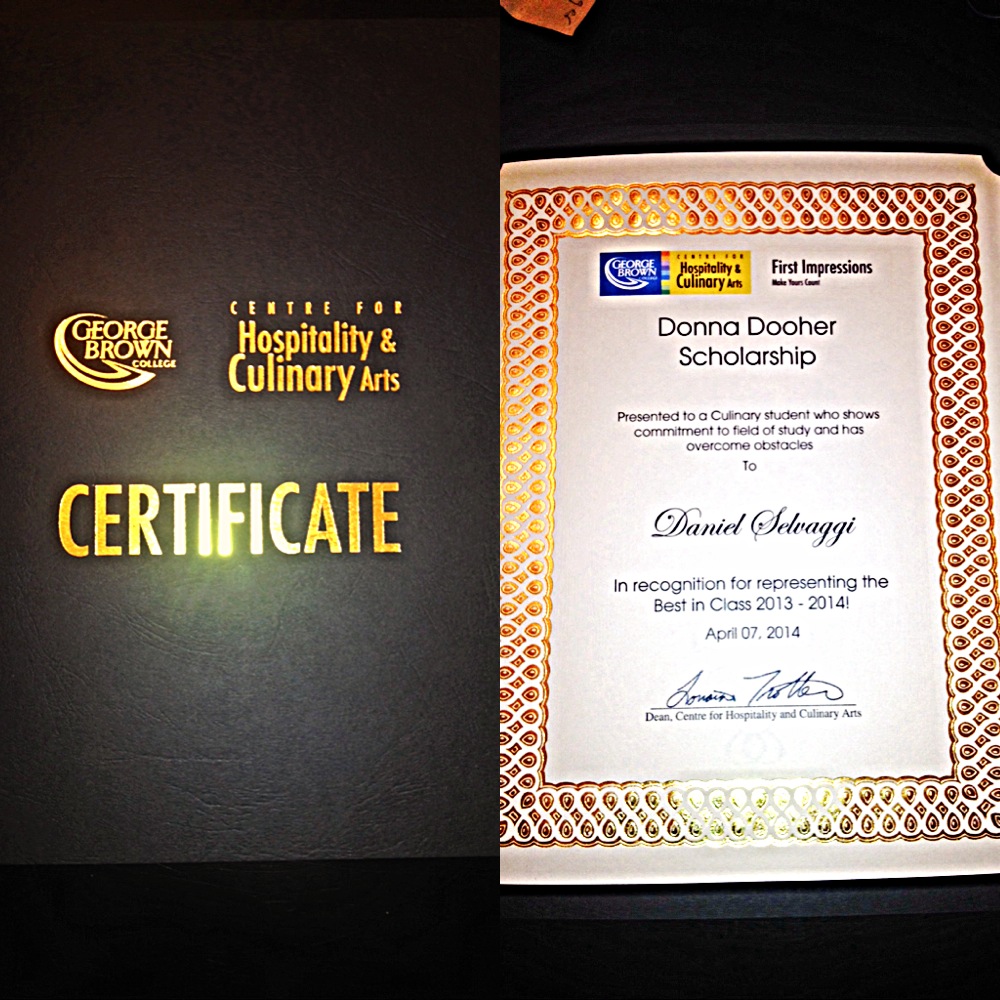 GEORGE
BROWN
COLLEGE
CENTRE FOR
Hospitality &
Culinary Arts
CERTIFICATE
GEORGE
BROWN
COLLEGE
CENTRE FOR
Hospitality &
Culinary Arts
First Impressions
Make Yours Count
Donna Dooher
Scholarship
Presented to a Culinary student who shows
commitment to field of study and has
overcome obstacles
To
Daniel Selvaggi
In recognition for representing the
Best in Class 2013 - 2014!
April 07, 2014
Dean, Centre for Hospitality and Culinary Arts